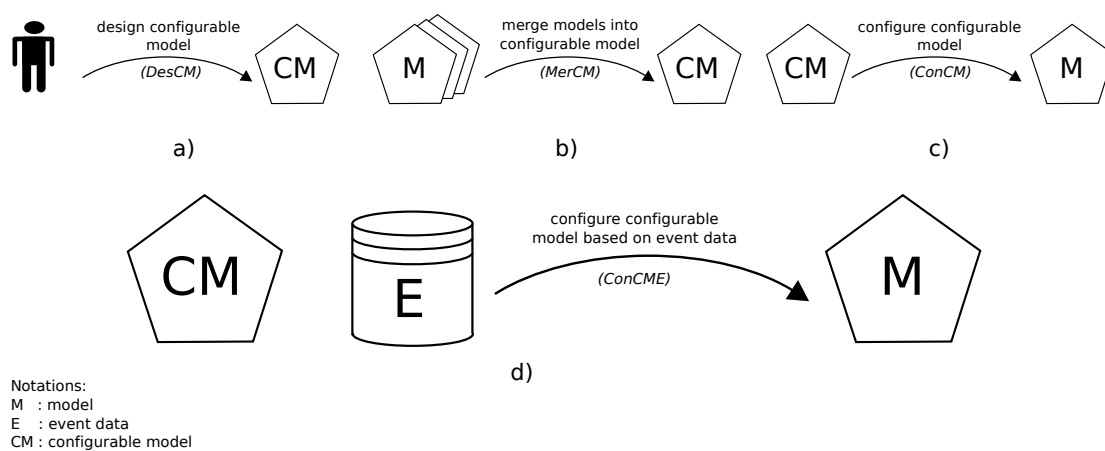 design configurable
model
(DesCM)
CM
a)
M
merge models into
configurable model
(MerCM)
CM
b)
CM
configure configurable
model
(ConCM)
M
c)
CM
E
configure configurable
model based on event data
(ConCME)
M
d)
Notations:
M : model
E : event data
CM : configurable model